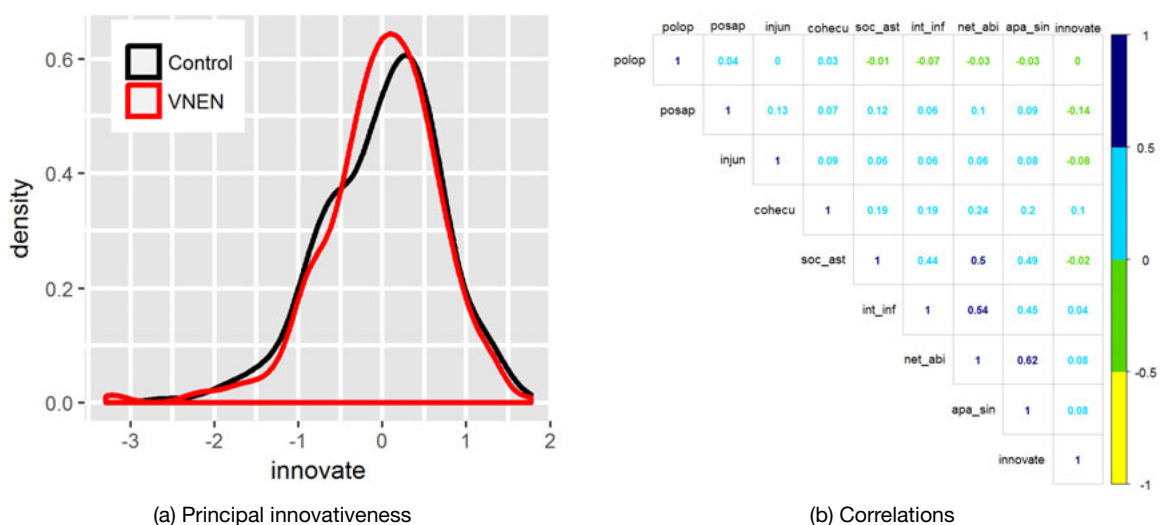 0.6
0.4
0.2
0.0
density
Control
VNEN
-3 -2 -1 0 1 2
innovate
(a) Principal innovativeness
polop posap injun cohecu soc_ast int_inf net_abi apa_sin innovate
polop 1 0.04 0 0.03 -0.01 -0.07 -0.03 -0.03 0
posap 1 0.13 0.07 0.12 0.06 0.1 0.09 -0.14
injun 1 0.09 0.06 0.06 0.06 0.08 -0.08
cohecu 1 0.19 0.19 0.24 0.2 0.1
soc_ast 1 0.44 0.5 0.49 -0.02
int_inf 1 0.54 0.45 0.04
net_abi 1 0.62 0.08
apa_sin 1 0.08
innovate 1
1
0.5
0
-0.5
-1
(b) Correlations